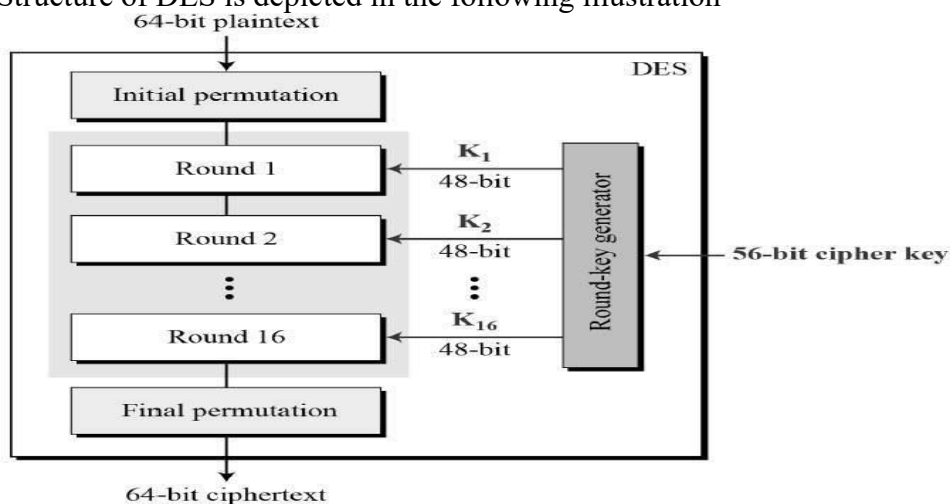 Structure of DES is depicted in the following illustration
64-bit plaintext
DES
Initial permutation
Round 1
K1
48-bit
Round 2
K2
48-bit
Round-key generator
56-bit cipher key
Round 16
K16
48-bit
Final permutation
64-bit ciphertext